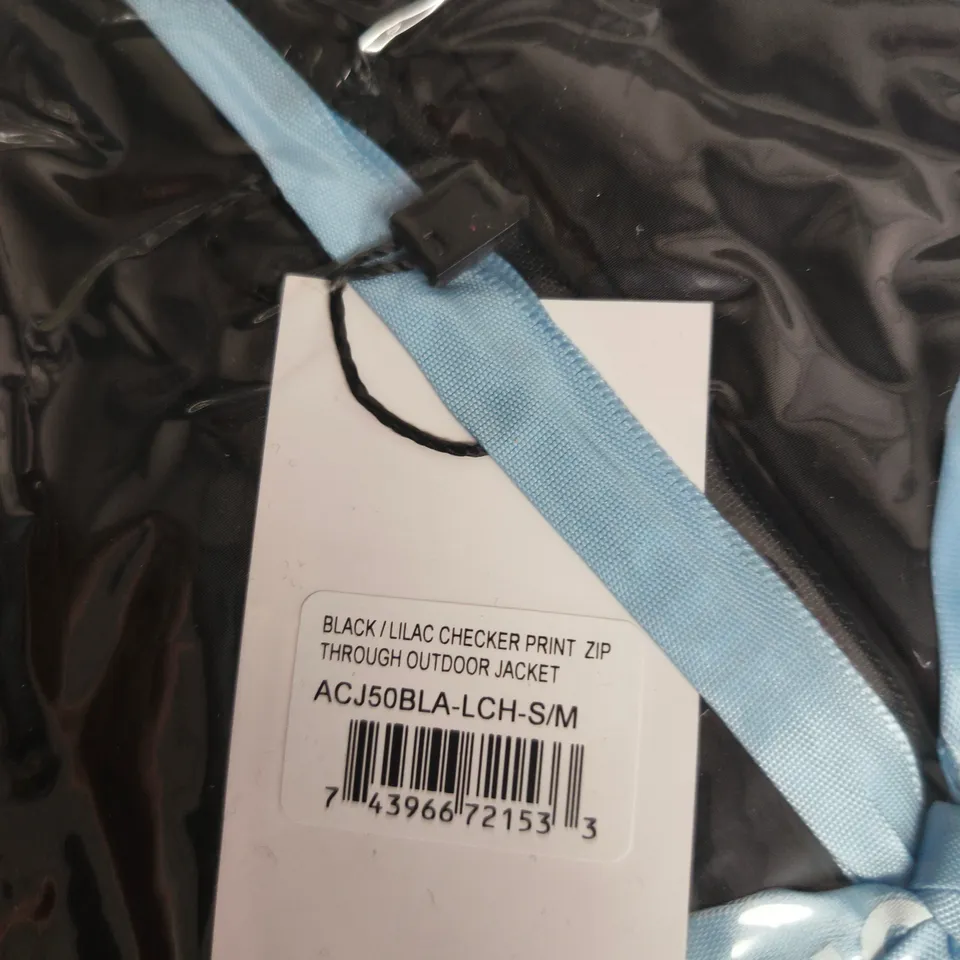 BLACK / LILAC CHECKER PRINT ZIP
THROUGH OUTDOOR JACKET
ACJ50BLA-LCH-S/M
7 43966 72153 3